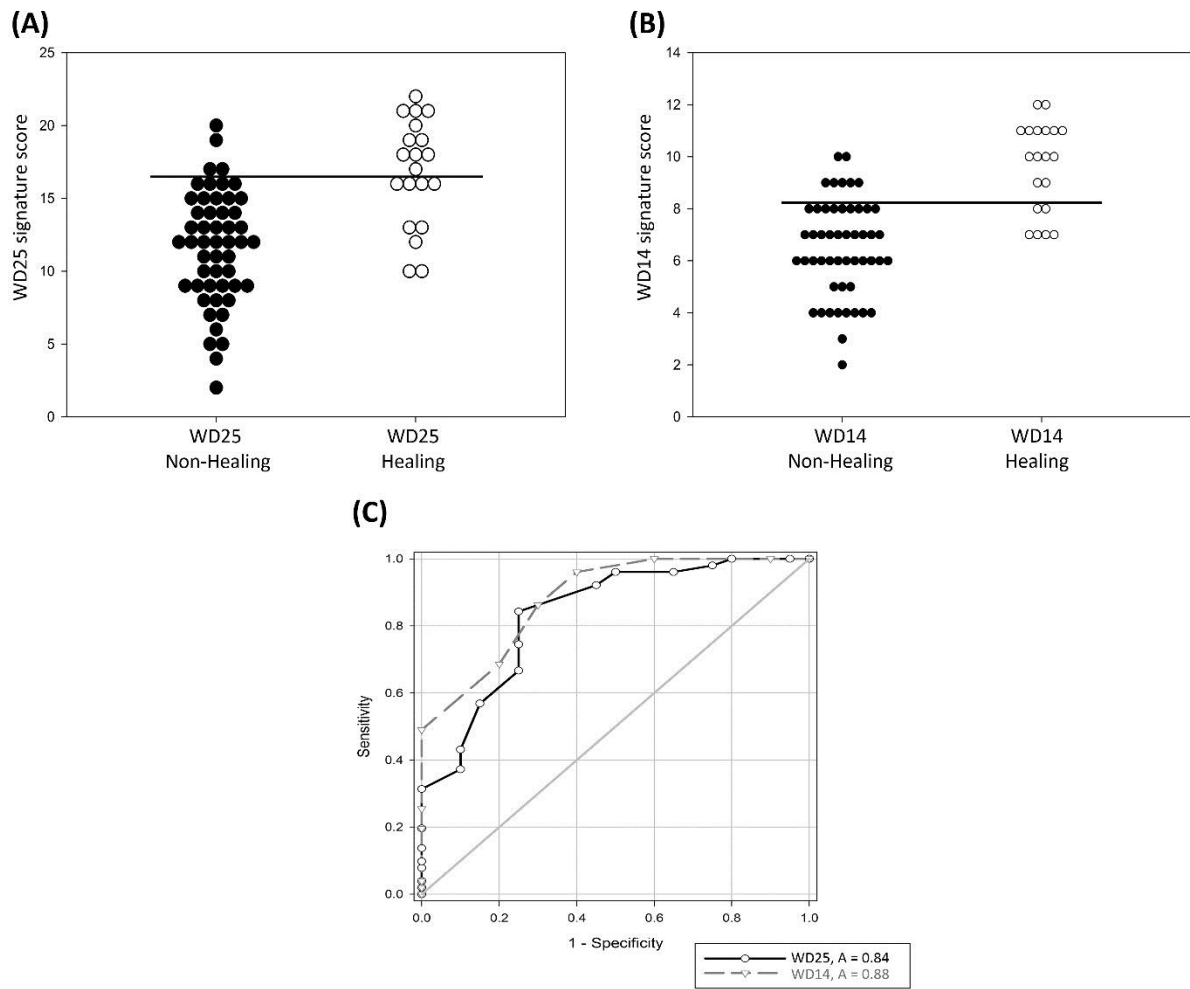 (A)
25
20
15
10
5
0
WD25 signature score
WD25
Non-Healing
WD25
Healing
(B)
14
12
10
8
6
4
2
0
WD14 signature score
WD14
Non-Healing
WD14
Healing
(C)
1.0
0.8
0.6
0.4
0.2
0.0
Sensitivity
0.0 0.2 0.4 0.6 0.8 1.0
1 - Specificity
WD25, A = 0.84
WD14, A = 0.88